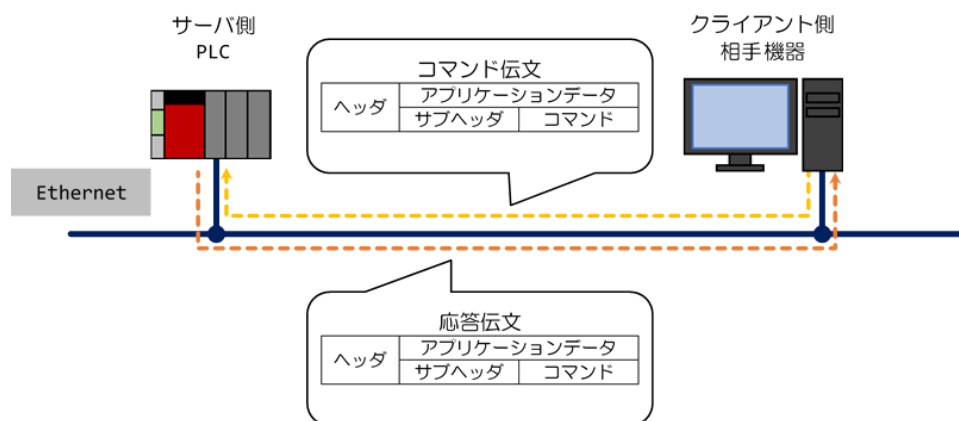 サーバ側
PLC
クライアント側
相手機器
コマンド伝文
ヘッダ
アプリケーションデータ
サブヘッダ
コマンド
Ethernet
応答伝文
ヘッダ
アプリケーションデータ
サブヘッダ
コマンド